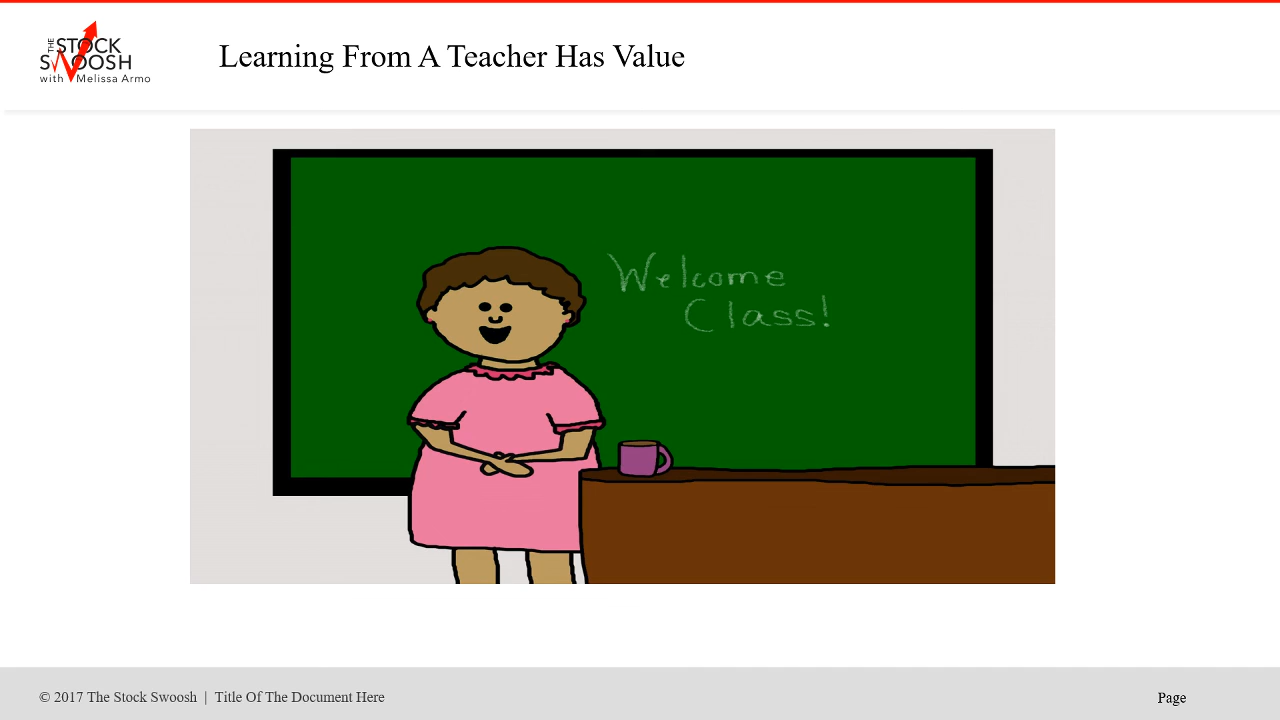 THE
STOCK
SWOOSH
with Melissa Armo
Learning From A Teacher Has Value
Welcome
Class!
© 2017 The Stock Swoosh | Title Of The Document Here
Page